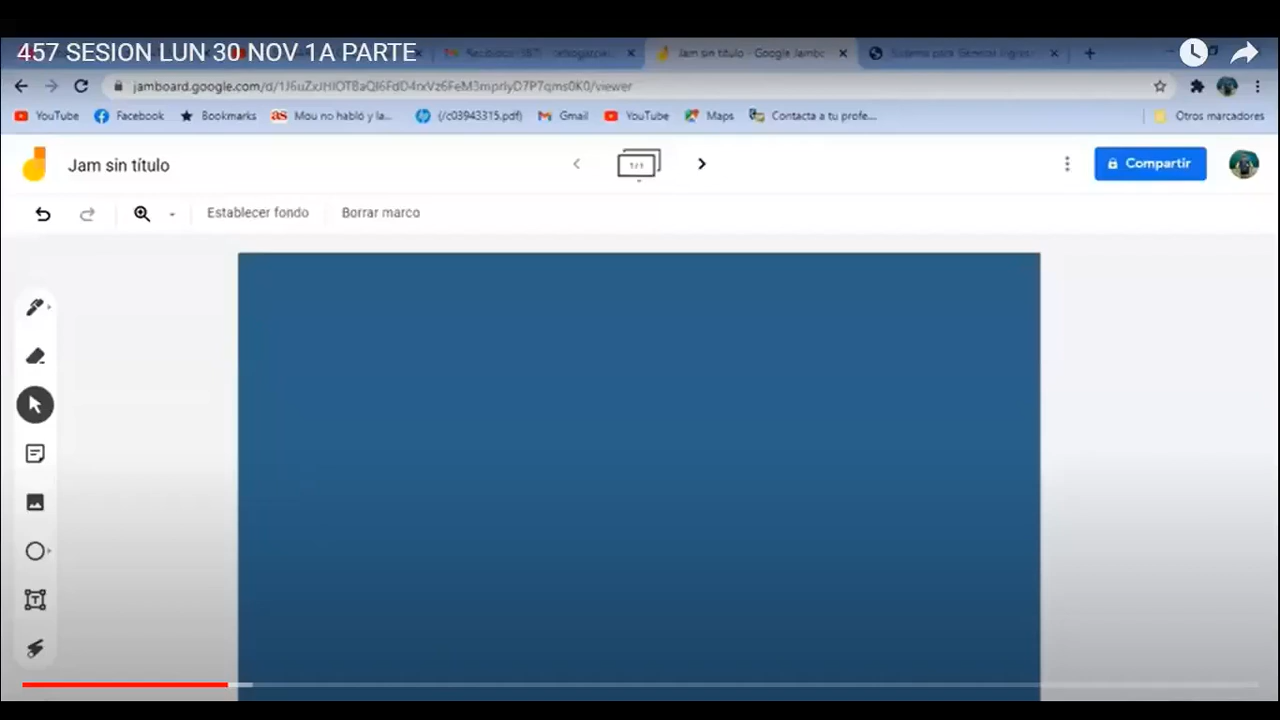 457 SESION LUN 30 NOV 1A PARTE
Jam sin título - Google Jambo
jamboard.google.com
/viewer
YouTube Facebook Bookmarks as Mou no habló y la... (/c03943315.pdf) Gmail YouTube Maps Contacta a tu profe... Otros marcadores
Jam sin título 1/1 Compartir
Establecer fondo Borrar marco